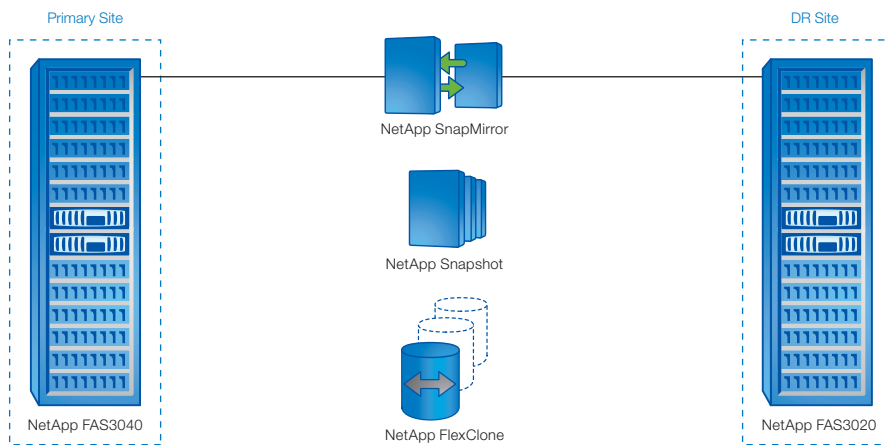 Primary Site
DR Site
NetApp SnapMirror
NetApp Snapshot
NetApp FAS3040
NetApp FAS3020
NetApp FlexClone